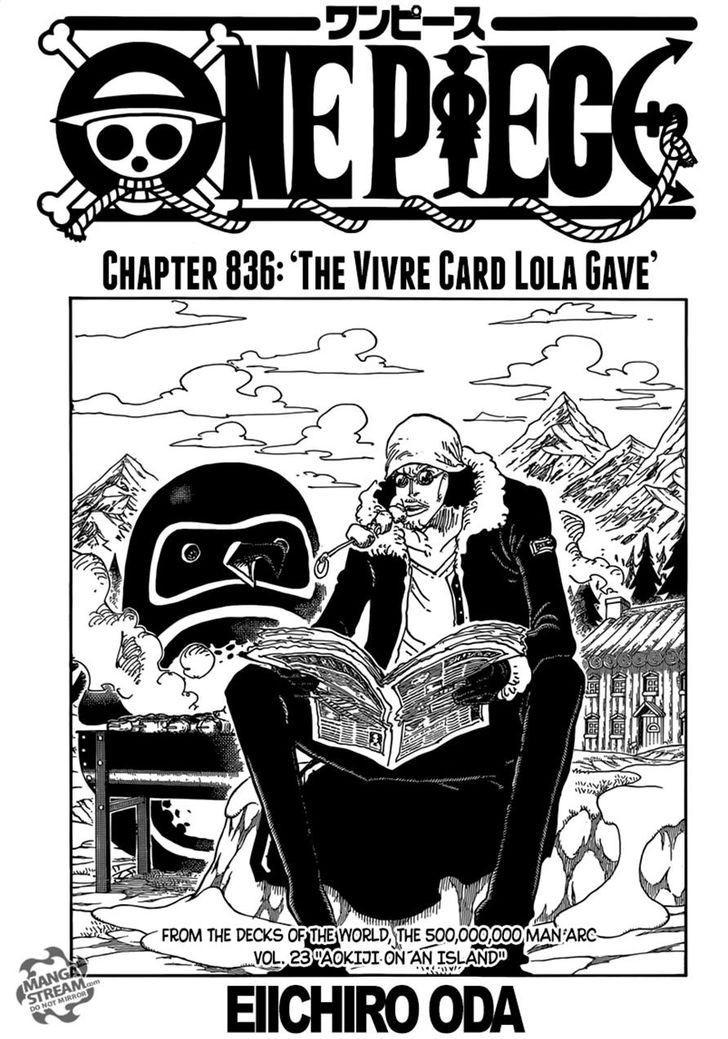 ワンピース
ONE PIECE
CHAPTER 836: ‘THE VIVRE CARD LOLA GAVE’
FROM THE DECKS OF THE WORLD, THE 500,000,000 MAN ARC
VOL. 23 "AOKIJI ON AN ISLAND"
MANGA
STREAM.com
DO NOT MIRROR
EIICHIRO ODA